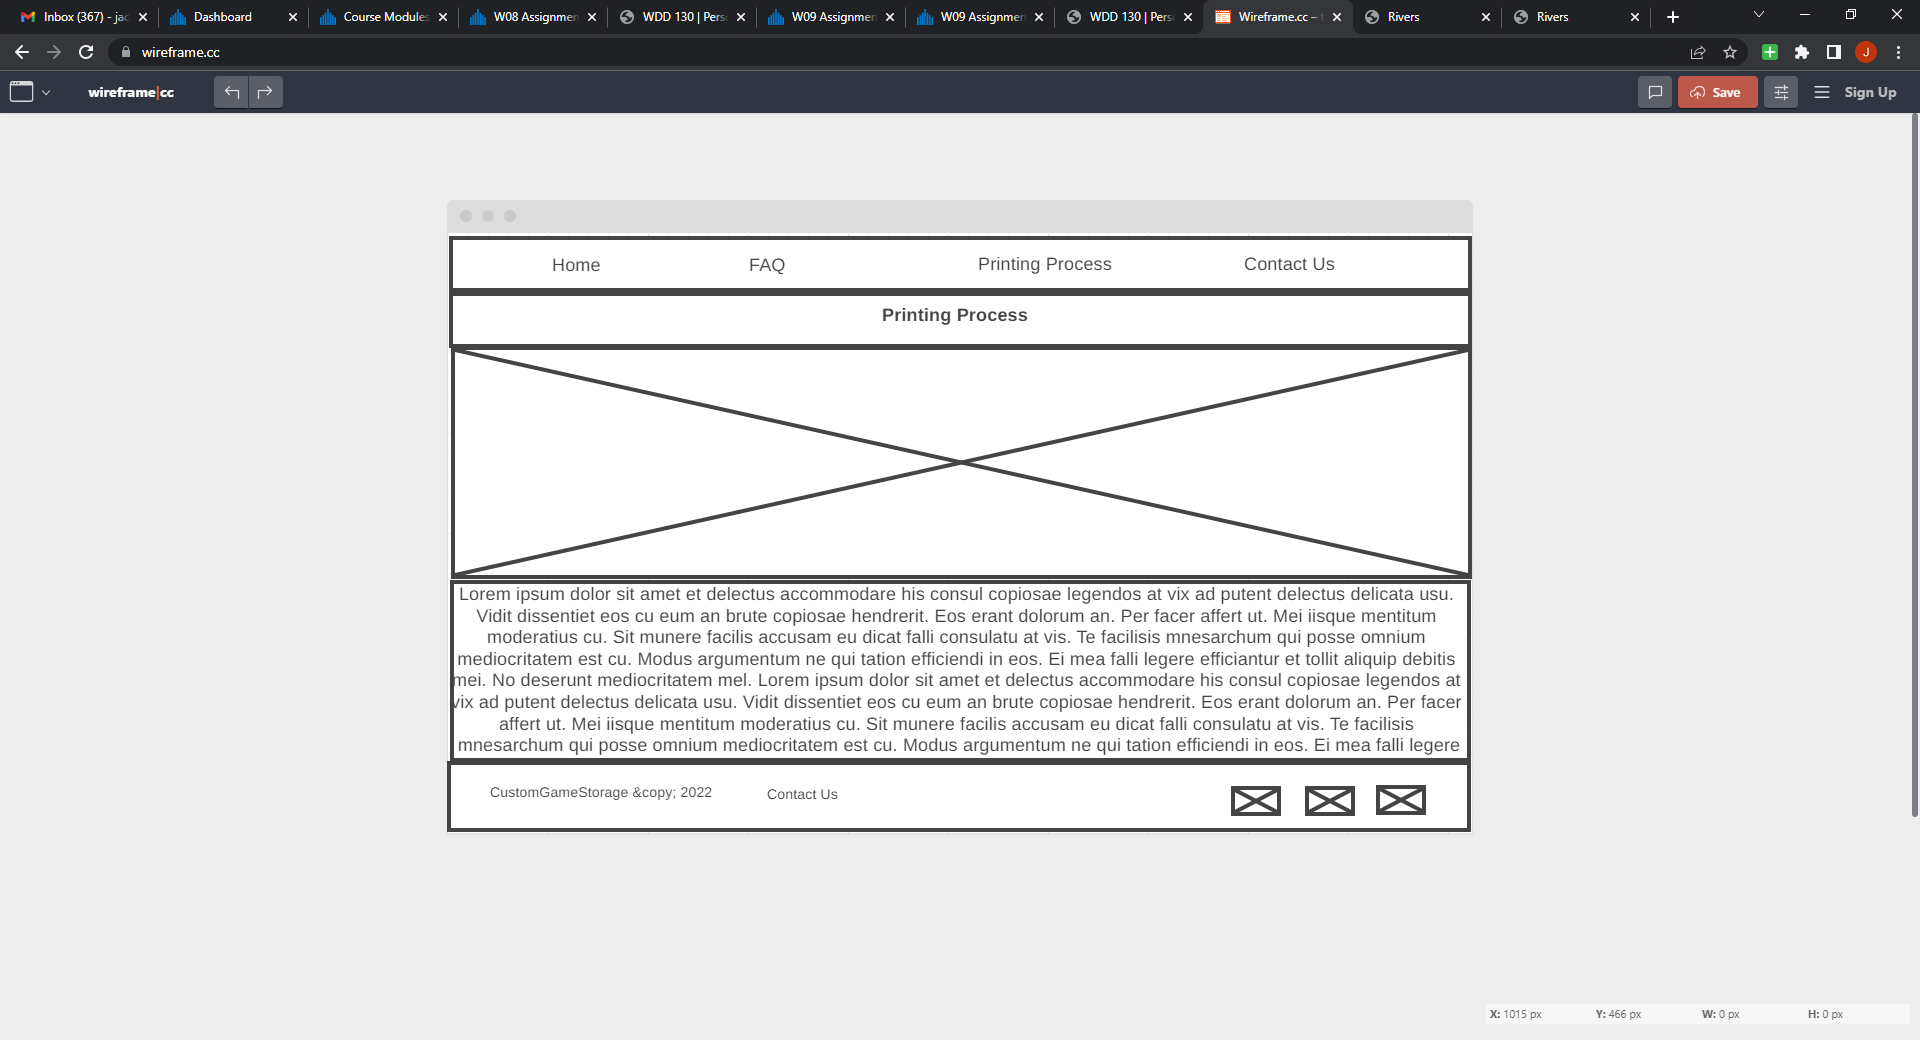 Inbox (367) - jac
Dashboard
Course Modules
W08 Assignmen
WDD 130 | Pers
W09 Assignmen
W09 Assignmen
WDD 130 | Pers
Wireframe.cc –
Rivers
Rivers
wireframe.cc
J
wireframe|cc
Save
Sign Up
Home
FAQ
Printing Process
Contact Us
Printing Process
Lorem ipsum dolor sit amet et delectus accommodare his consul copiosae legendos at vix ad putent delectus delicata usu.
Vidit dissentiet eos cu eum an brute copiosae hendrerit. Eos erant dolorum an. Per facer affert ut. Mei iisque mentitum
moderatius cu. Sit munere facilis accusam eu dicat falli consulatu at vis. Te facilisis mnesarchum qui posse omnium
mediocritatem est cu. Modus argumentum ne qui tation efficiendi in eos. Ei mea falli legere efficiantur et tollit aliquip debitis
mei. No deserunt mediocritatem mel. Lorem ipsum dolor sit amet et delectus accommodare his consul copiosae legendos at
vix ad putent delectus delicata usu. Vidit dissentiet eos cu eum an brute copiosae hendrerit. Eos erant dolorum an. Per facer
affert ut. Mei iisque mentitum moderatius cu. Sit munere facilis accusam eu dicat falli consulatu at vis. Te facilisis
mnesarchum qui posse omnium mediocritatem est cu. Modus argumentum ne qui tation efficiendi in eos. Ei mea falli legere
CustomGameStorage &copy; 2022
Contact Us
X: 1015 px Y: 466 px W: 0 px H: 0 px